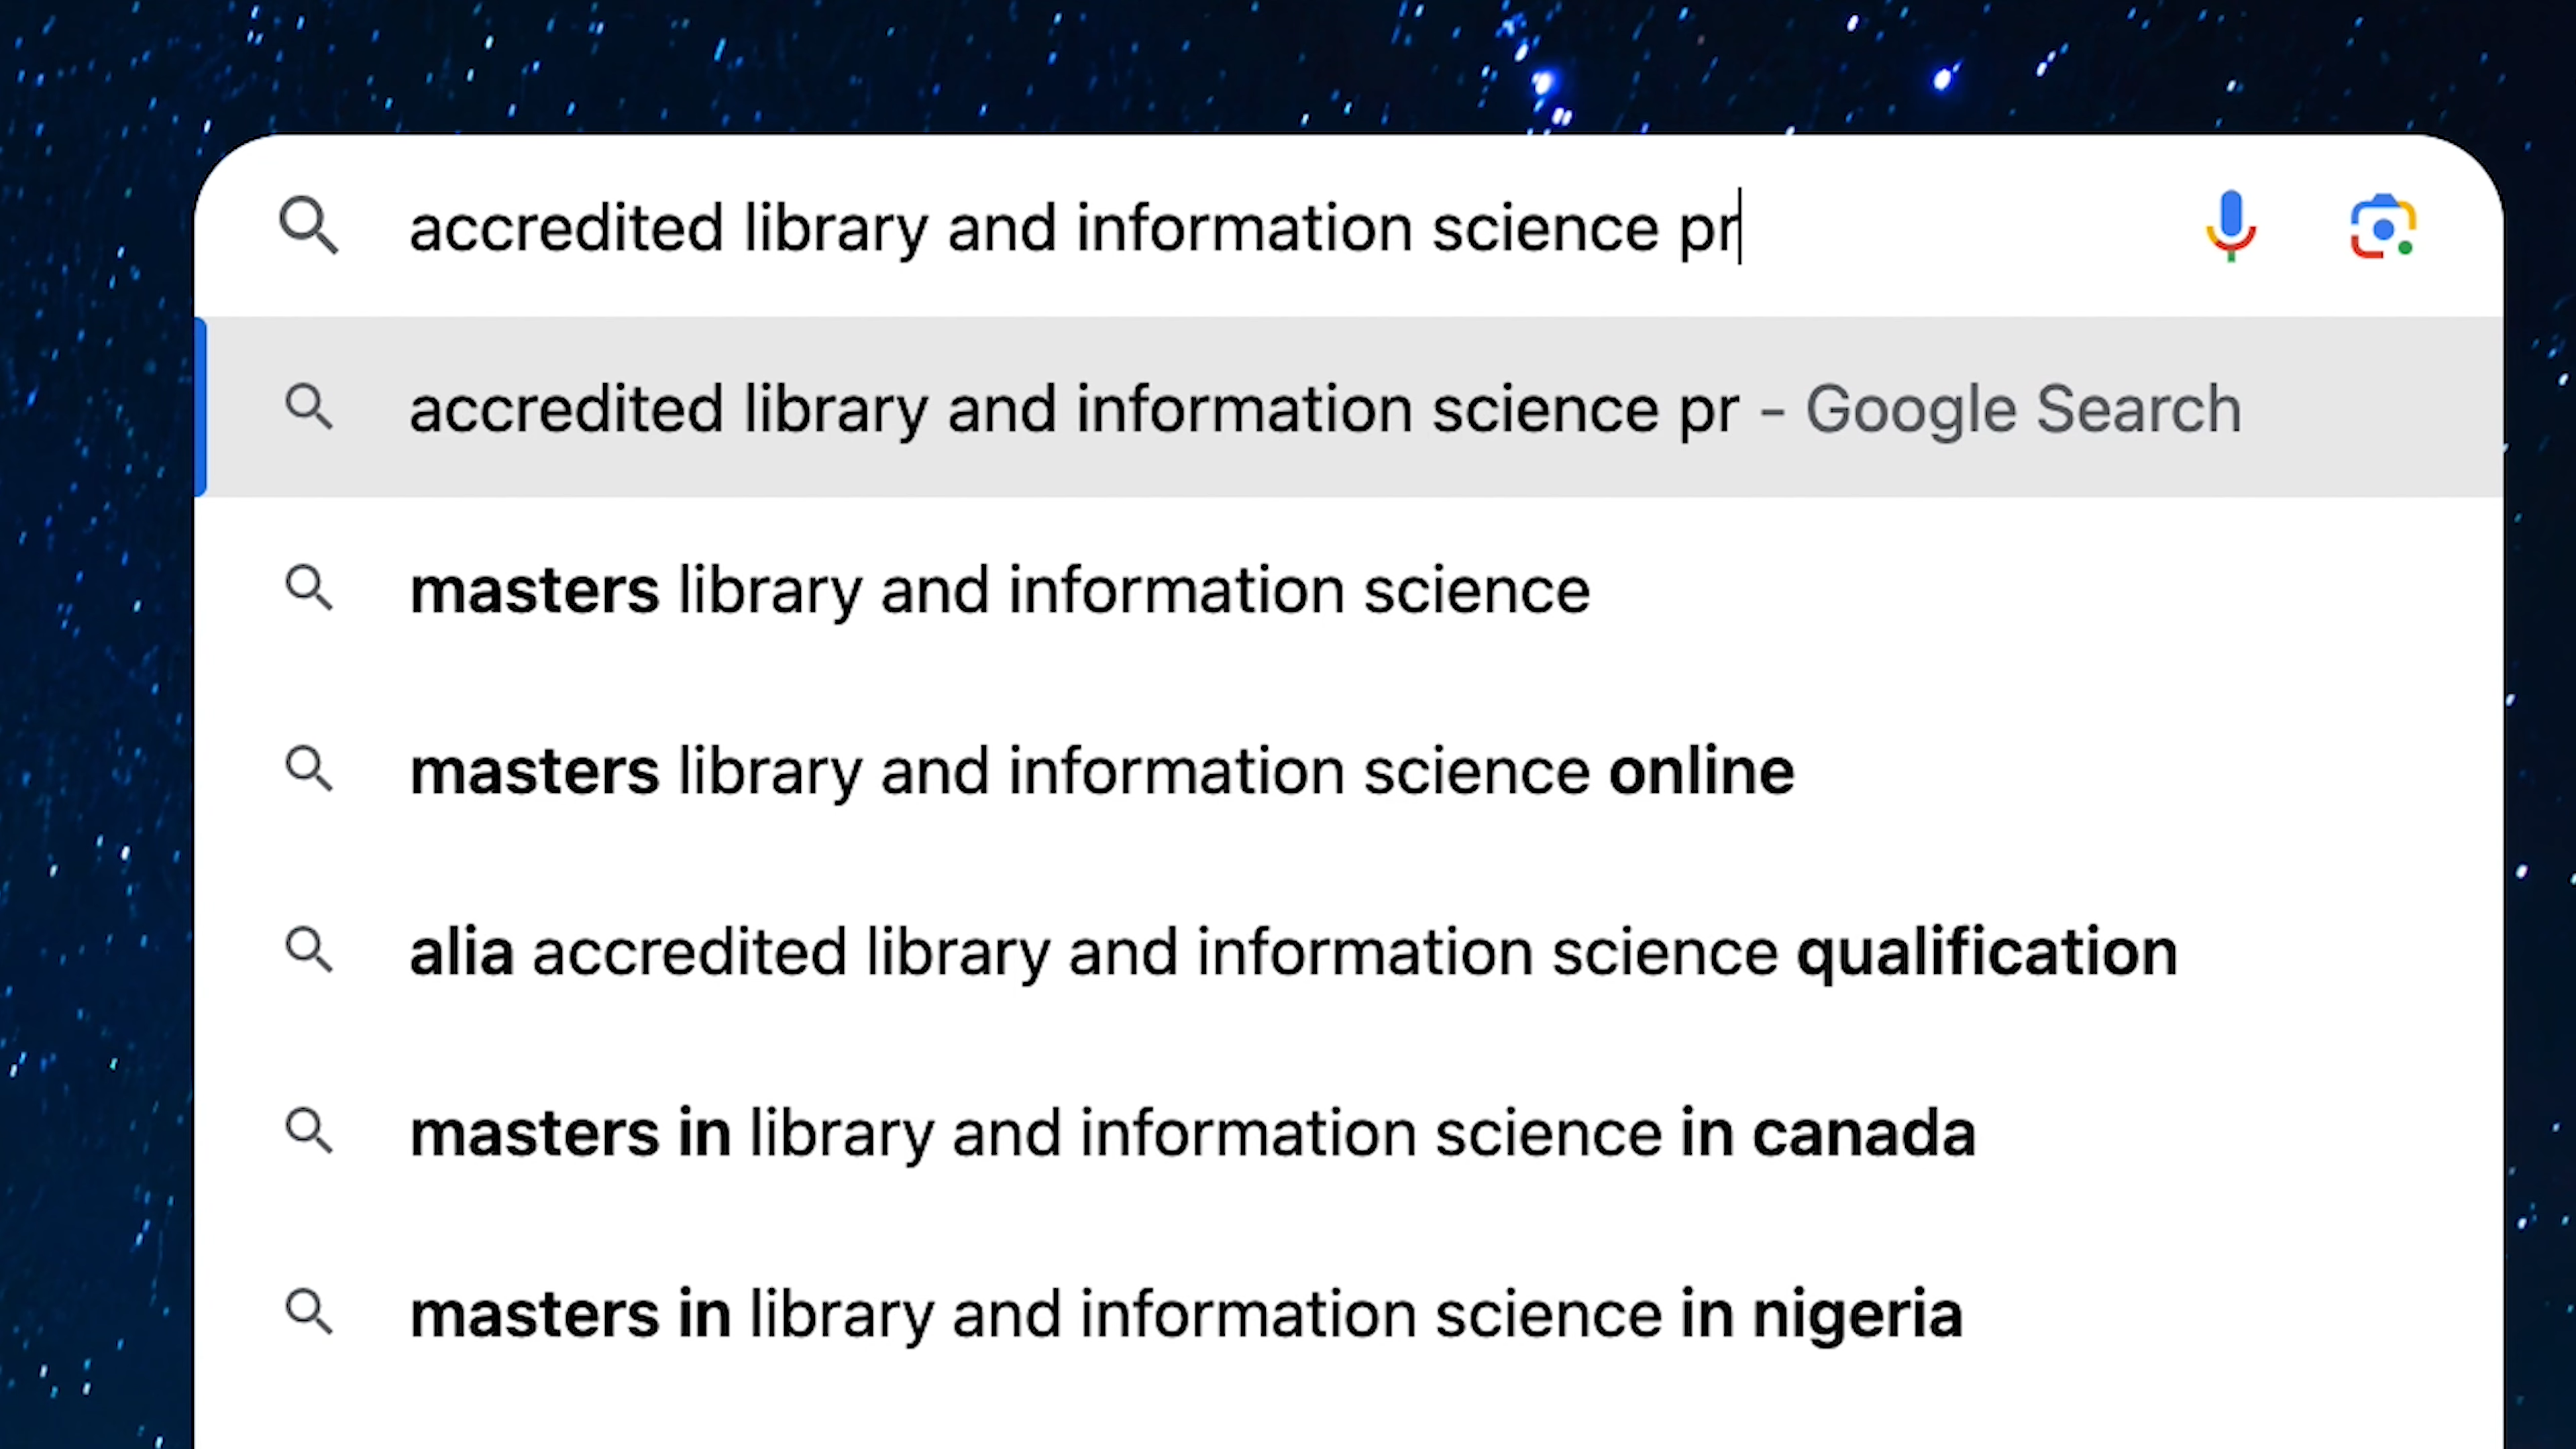 accredited library and information science pr
accredited library and information science pr - Google Search
masters library and information science
masters library and information science online
alia accredited library and information science qualification
masters in library and information science in canada
masters in library and information science in nigeria